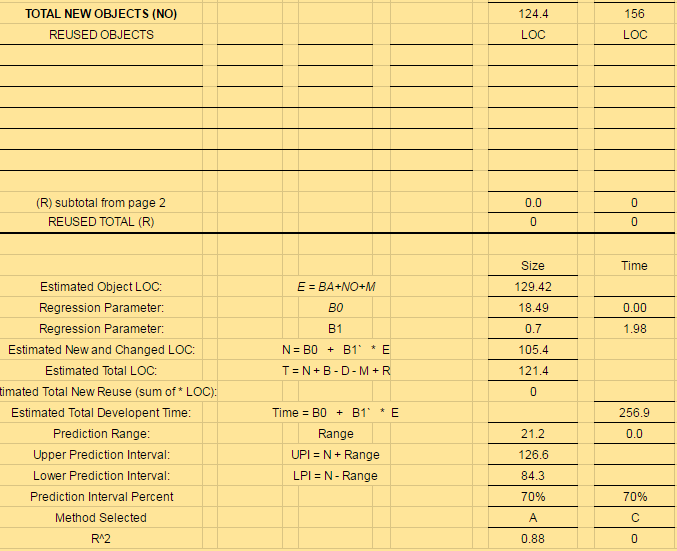 TOTAL NEW OBJECTS (NO) 124.4 156
REUSED OBJECTS LOC LOC
(R) subtotal from page 2 0.0 0
REUSED TOTAL (R) 0 0
Size Time
Estimated Object LOC: E = BA+NO+M 129.42
Regression Parameter: B0 18.49 0.00
Regression Parameter: B1 0.7 1.98
Estimated New and Changed LOC: N = B0 + B1` * E 105.4
Estimated Total LOC: T = N + B - D - M + R 121.4
timated Total New Reuse (sum of * LOC): 0
Estimated Total Developent Time: Time = B0 + B1` * E 256.9
Prediction Range: Range 21.2 0.0
Upper Prediction Interval: UPI = N + Range 126.6
Lower Prediction Interval: LPI = N - Range 84.3
Prediction Interval Percent 70% 70%
Method Selected A C
R^2 0.88 0